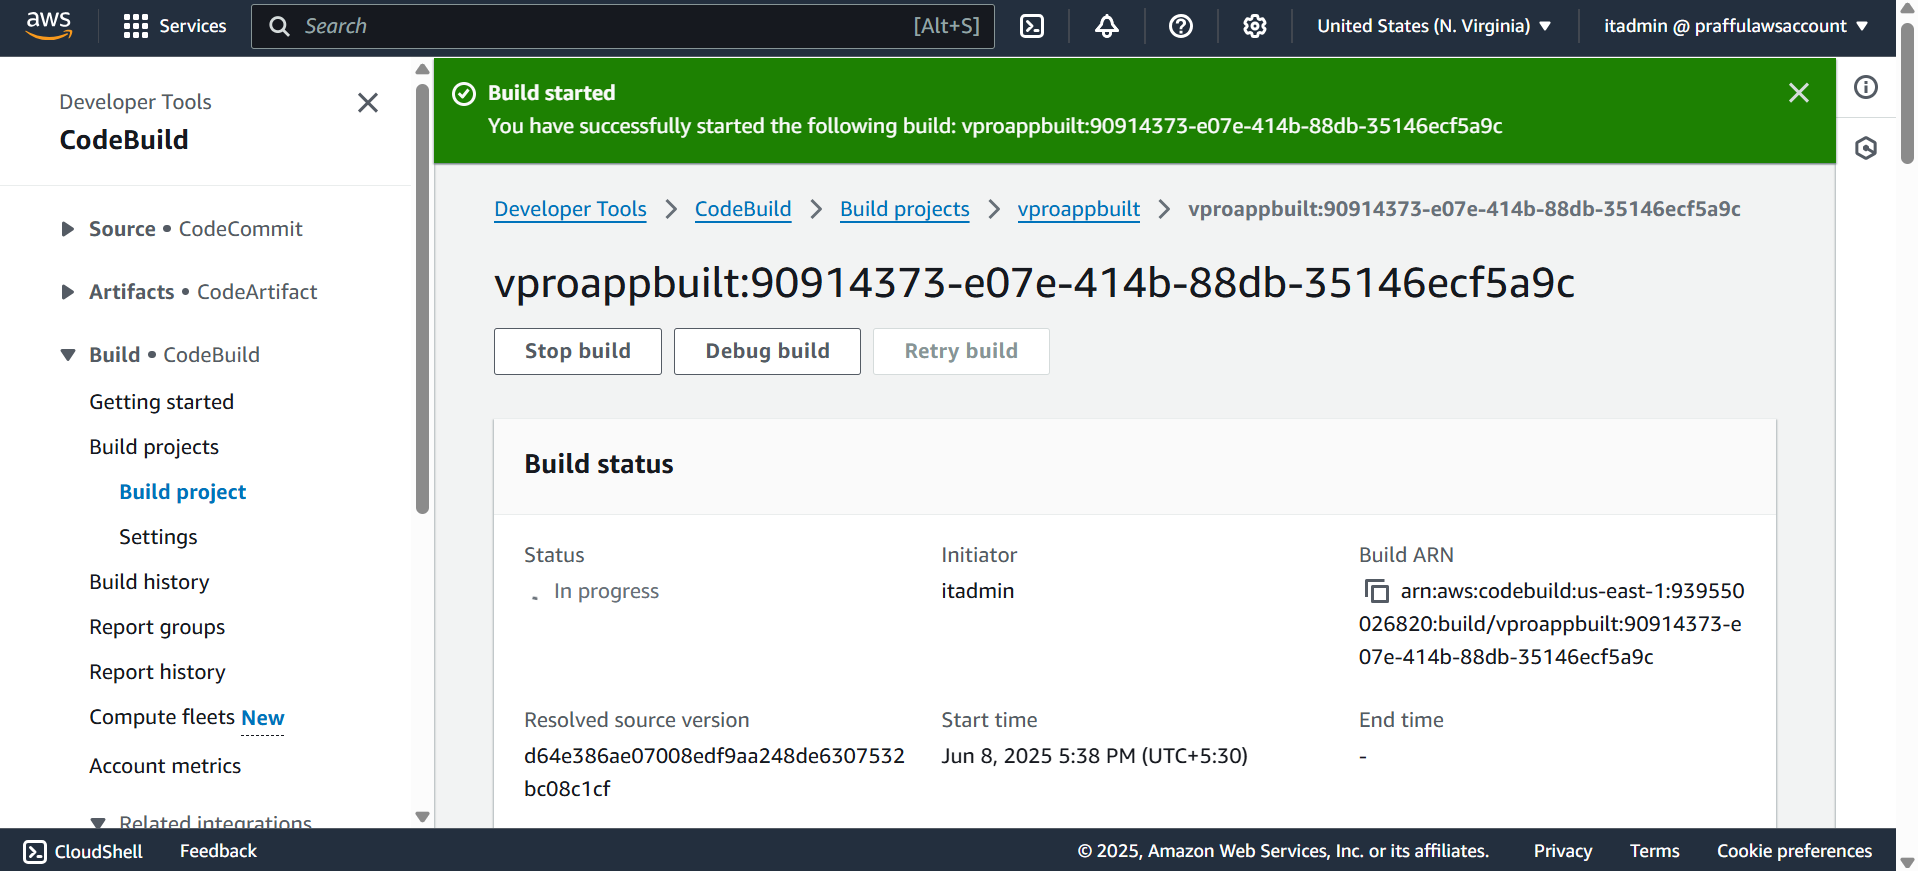 aws
Services
Search [Alt+S]
United States (N. Virginia)
itadmin @ praffulawsaccount
Developer Tools
CodeBuild
Source • CodeCommit
Artifacts • CodeArtifact
Build • CodeBuild
Getting started
Build projects
Build project
Settings
Build history
Report groups
Report history
Compute fleets New
Account metrics
Related integrations
Build started
You have successfully started the following build: vproappbuilt:90914373-e07e-414b-88db-35146ecf5a9c
Developer Tools > CodeBuild > Build projects > vproappbuilt > vproappbuilt:90914373-e07e-414b-88db-35146ecf5a9c
vproappbuilt:90914373-e07e-414b-88db-35146ecf5a9c
Stop build
Debug build
Retry build
Build status
Status
In progress
Initiator
itadmin
Build ARN
arn:aws:codebuild:us-east-1:939550
026820:build/vproappbuilt:90914373-e
07e-414b-88db-35146ecf5a9c
Resolved source version
d64e386ae07008edf9aa248de6307532
bc08c1cf
Start time
Jun 8, 2025 5:38 PM (UTC+5:30)
End time
-
CloudShell
Feedback
© 2025, Amazon Web Services, Inc. or its affiliates.
Privacy
Terms
Cookie preferences